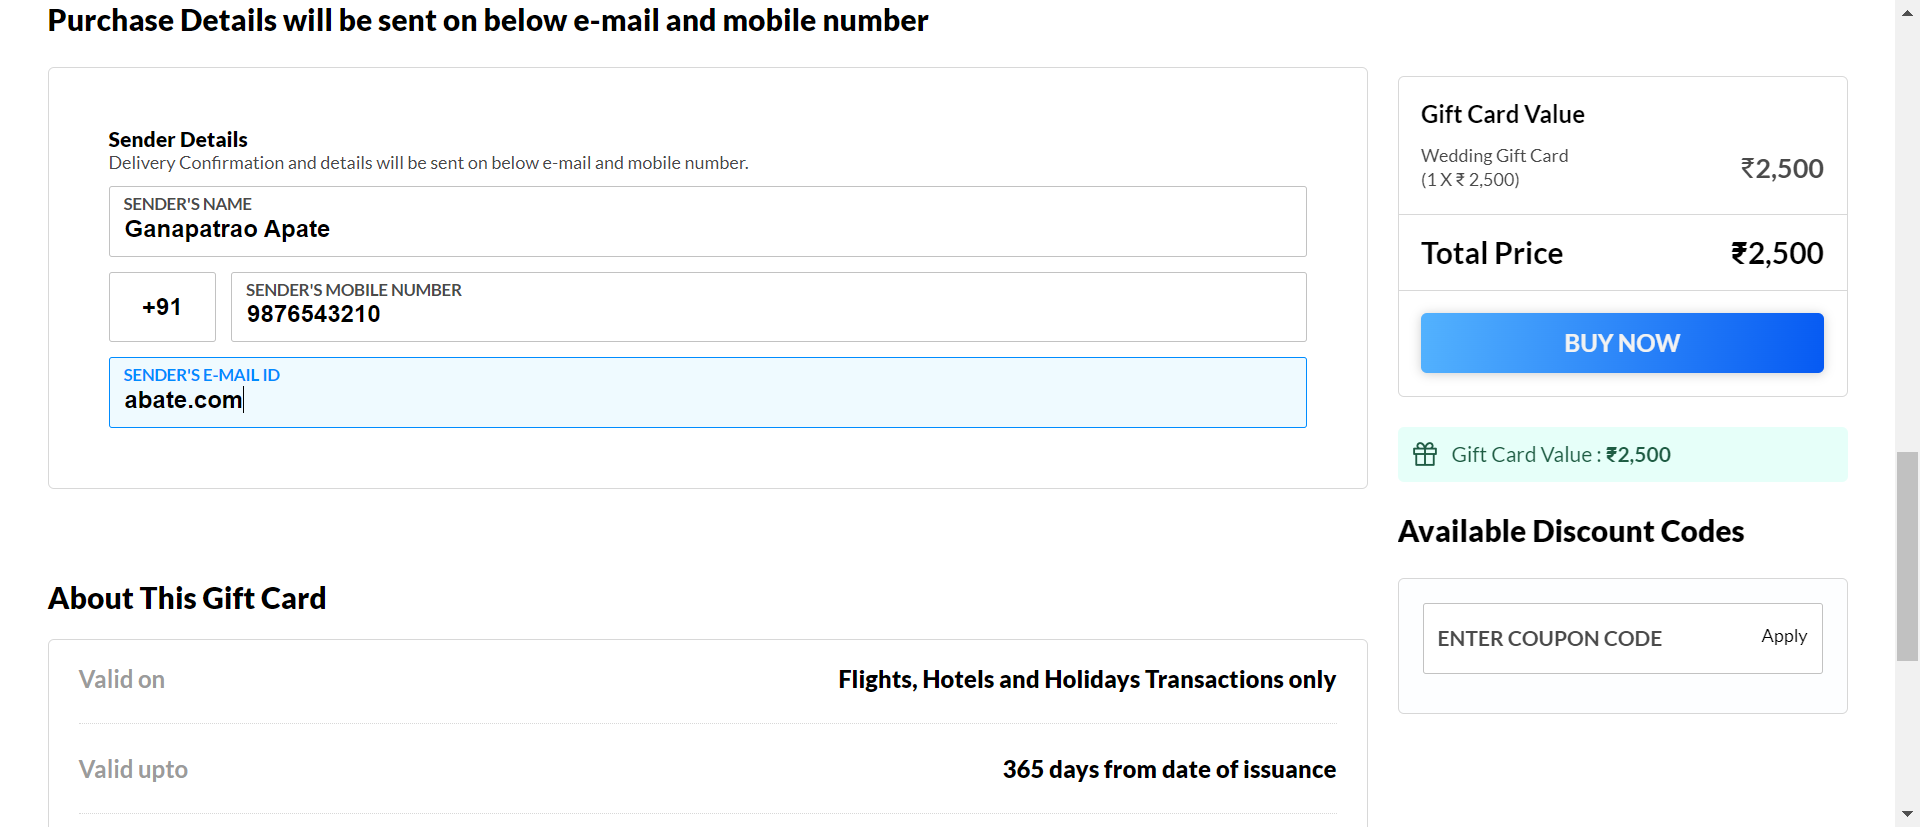 Purchase Details will be sent on below e-mail and mobile number
Sender Details
Delivery Confirmation and details will be sent on below e-mail and mobile number.
SENDER'S NAME
Ganapatrao Apate
+91
SENDER'S MOBILE NUMBER
9876543210
SENDER'S E-MAIL ID
abate.com
Gift Card Value
Wedding Gift Card
(1 X ₹ 2,500)
₹2,500
Total Price
₹2,500
BUY NOW
Gift Card Value : ₹2,500
Available Discount Codes
ENTER COUPON CODE
Apply
About This Gift Card
Valid on
Flights, Hotels and Holidays Transactions only
Valid upto
365 days from date of issuance